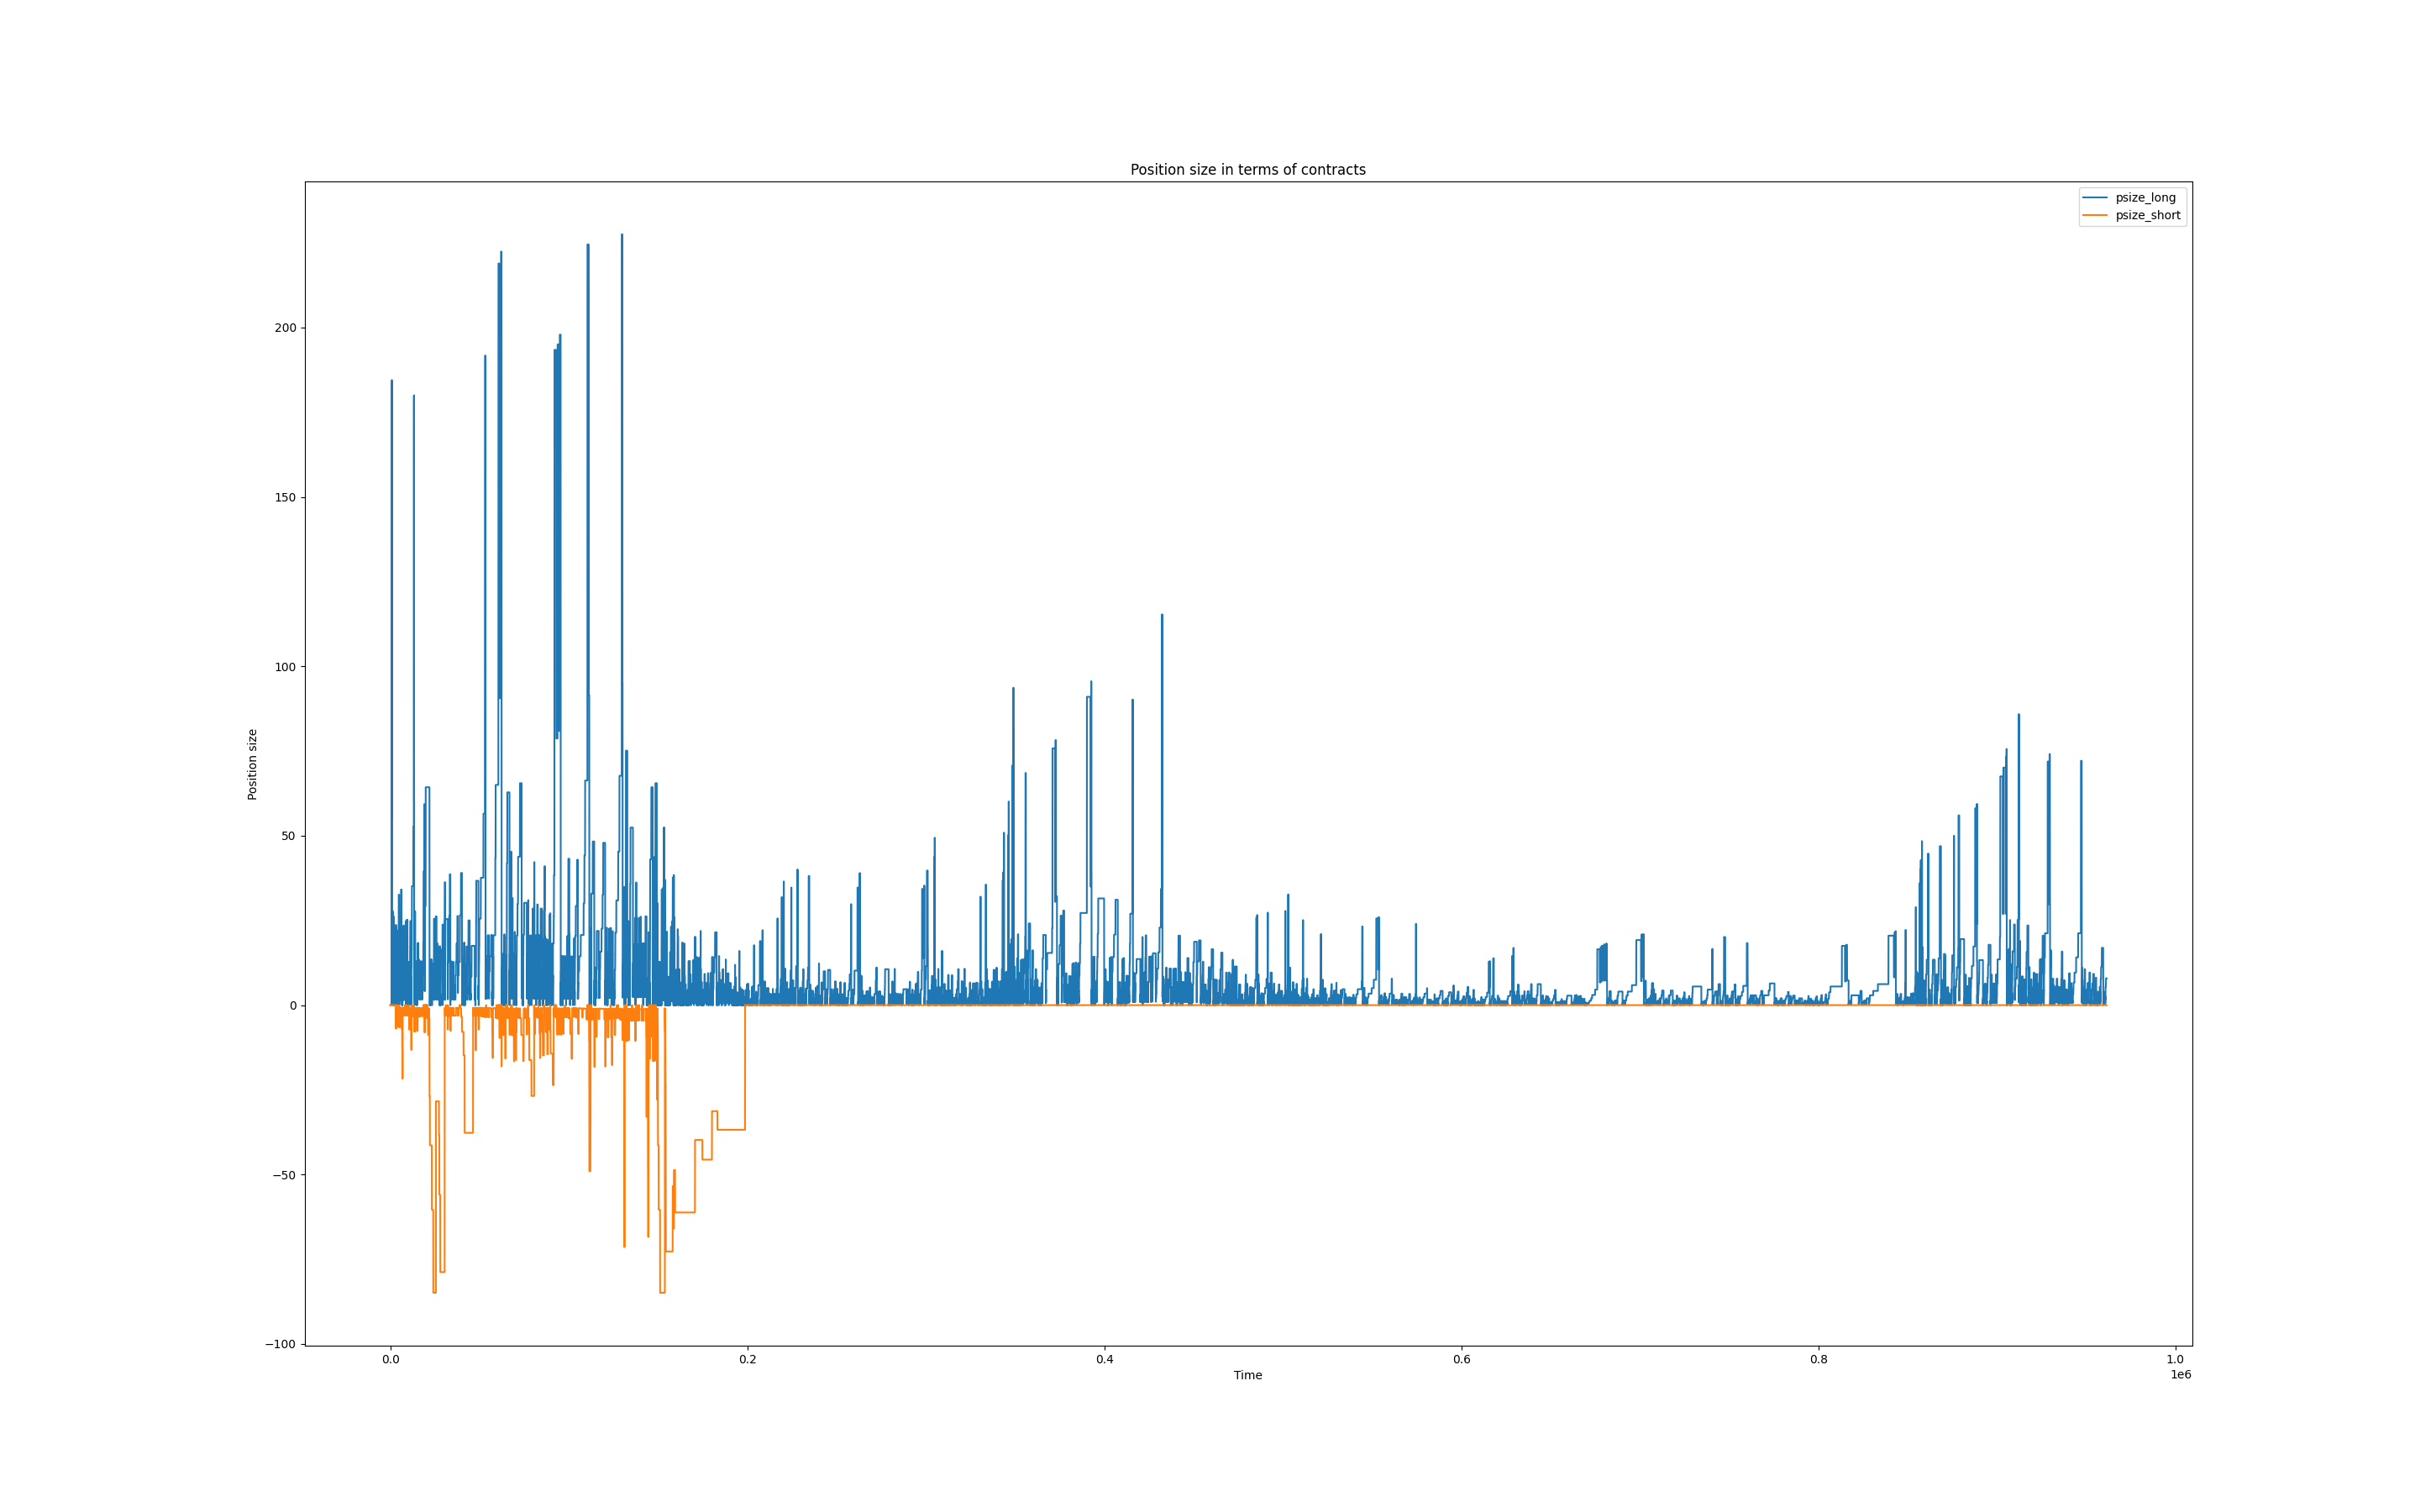 Position size in terms of contracts
psize_long
psize_short
Position size
200
150
100
50
0
−50
−100
0.0
0.2
0.4
0.6
0.8
1.0
1e6
Time